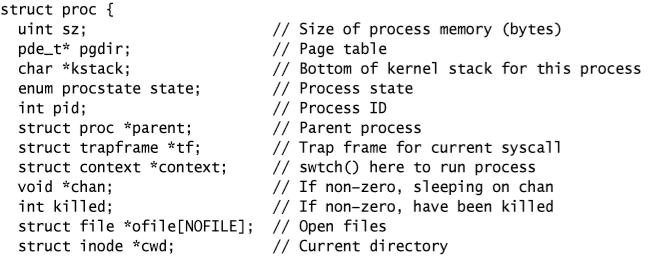 struct proc {
  uint sz;                     // Size of process memory (bytes)
  pde_t* pgdir;                // Page table
  char *kstack;                // Bottom of kernel stack for this process
  enum procstate state;        // Process state
  int pid;                     // Process ID
  struct proc *parent;         // Parent process
  struct trapframe *tf;        // Trap frame for current syscall
  struct context *context;     // swtch() here to run process
  void *chan;                  // If non-zero, sleeping on chan
  int killed;                  // If non-zero, have been killed
  struct file *ofile[NOFILE];  // Open files
  struct inode *cwd;           // Current directory